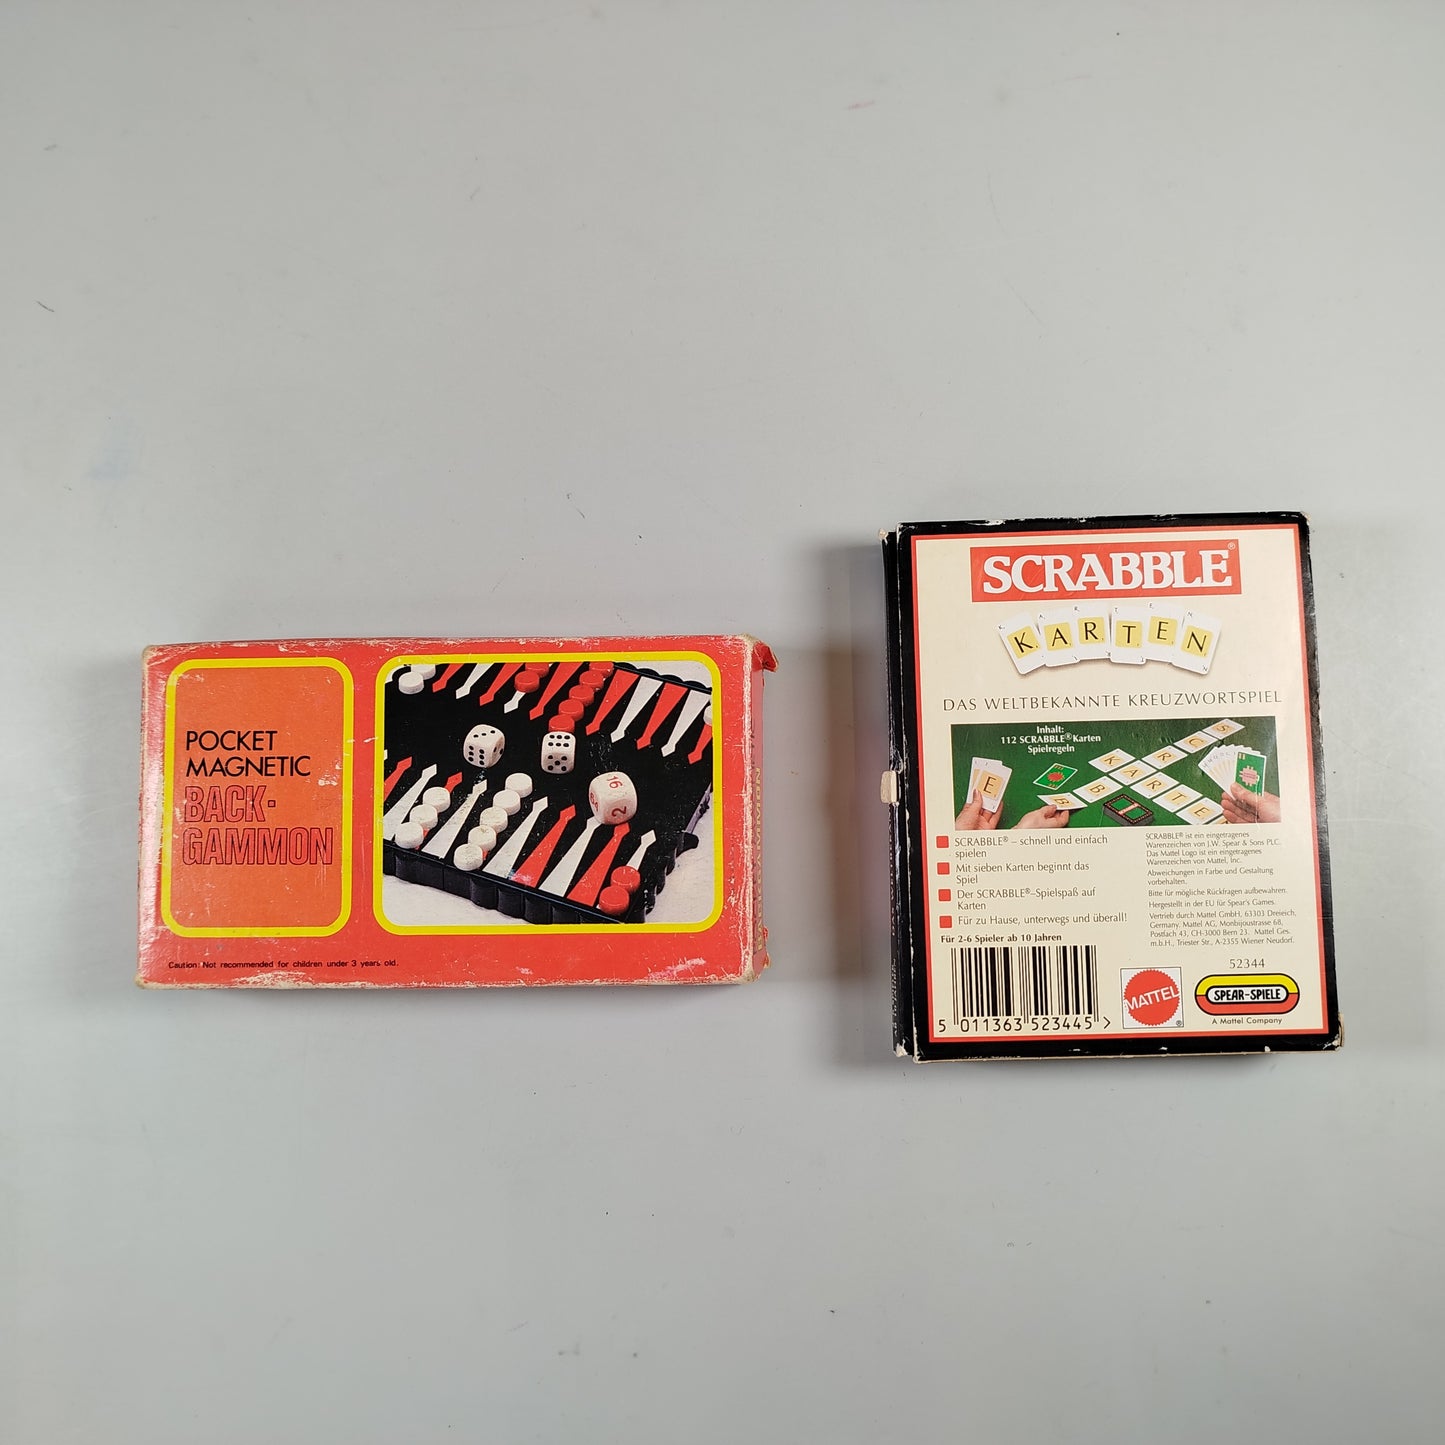 POCKET
MAGNETIC
BACK-
GAMMON
Caution: Not recommended for children under 3 years old.
SCRABBLE®
KARTEN
DAS WELTBEKANNTE KREUZWORTSPIEL
Inhalt:
112 SCRABBLE® Karten
Spielregeln
SCRABBLE® – schnell und einfach
spielen
Mit sieben Karten beginnt das
Spiel
Der SCRABBLE®–Spielspaß auf
Karten
Für zu Hause, unterwegs und überall!
Für 2-6 Spieler ab 10 Jahren
SCRABBLE® ist ein eingetragenes
Warenzeichen von J.W. Spear & Sons PLC.
Das Mattel Logo ist ein eingetragenes
Warenzeichen von Mattel, Inc.
Abweichungen in Farbe und Gestaltung
vorbehalten.
Bitte für mögliche Rückfragen aufbewahren.
Hergestellt in der EU für Spear's Games.
Vertrieb durch Mattel GmbH, 63303 Dreieich,
Germany. Mattel AG, Monbijoustrasse 68,
Postfach 43, CH-3000 Bern 23. Mattel Ges.
m.b.H., Triester Str., A-2355 Wiener Neudorf.
52344
5 011363 523445 >
MATTEL®
SPEAR-SPIELE
A Mattel Company